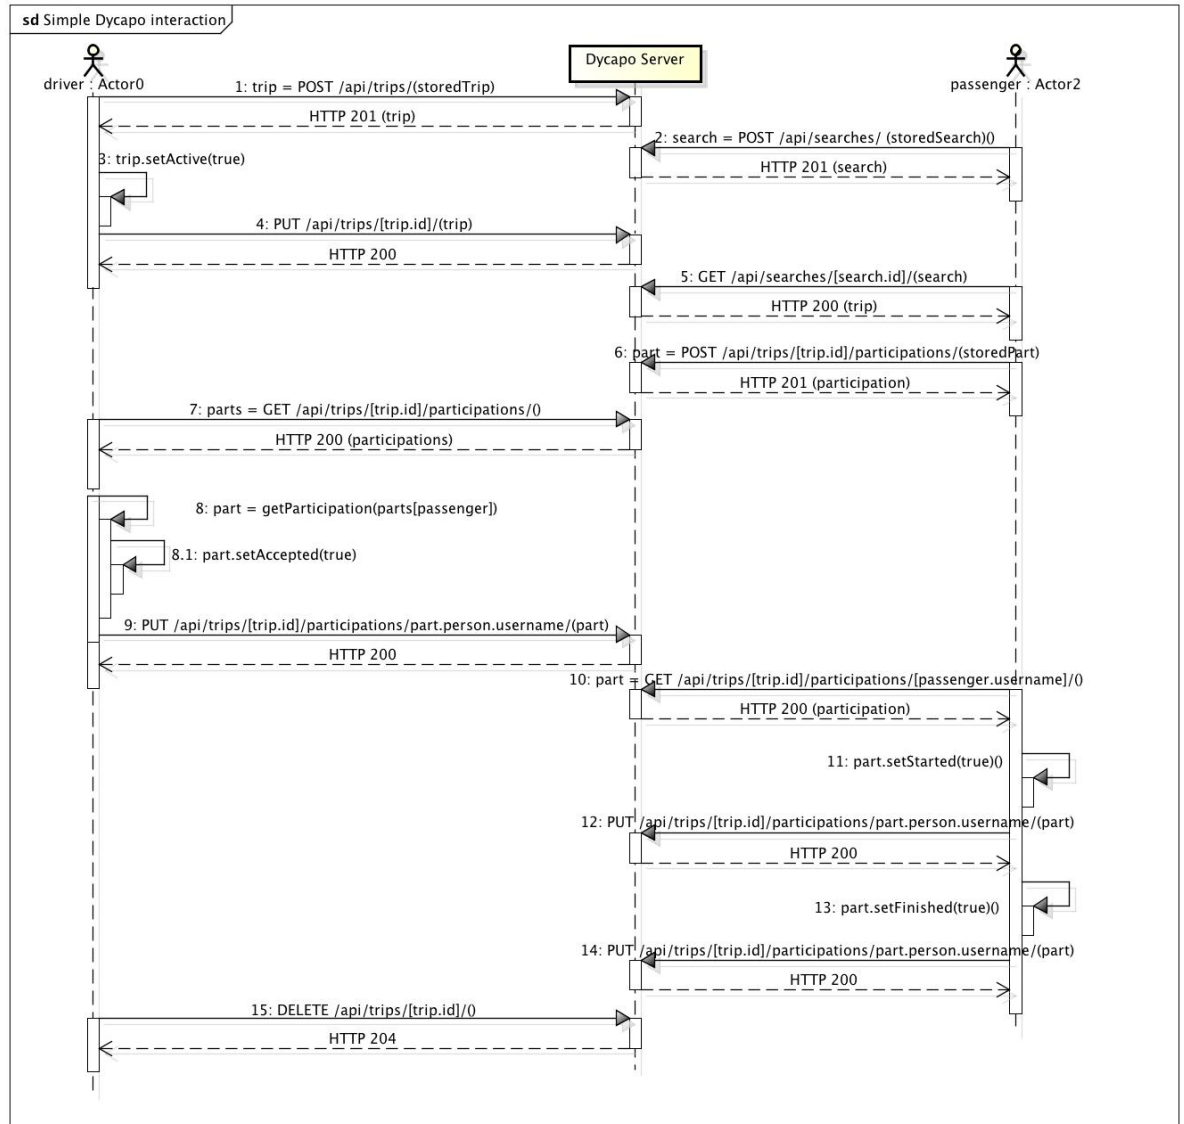 sd Simple Dycapo interaction
driver : Actor0
Dycapo Server
passenger : Actor2
1: trip = POST /api/trips/(storedTrip)
HTTP 201 (trip)
2: search = POST /api/searches/ (storedSearch)()
HTTP 201 (search)
3: trip.setActive(true)
4: PUT /api/trips/[trip.id]/(trip)
HTTP 200
5: GET /api/searches/[search.id]/(search)
HTTP 200 (trip)
6: part = POST /api/trips/[trip.id]/participations/(storedPart)
HTTP 201 (participation)
7: parts = GET /api/trips/[trip.id]/participations/()
HTTP 200 (participations)
8: part = getParticipation(parts[passenger])
8.1: part.setAccepted(true)
9: PUT /api/trips/[trip.id]/participations/part.person.username/(part)
HTTP 200
10: part = GET /api/trips/[trip.id]/participations/[passenger.username]/()
HTTP 200 (participation)
11: part.setStarted(true)()
12: PUT /api/trips/[trip.id]/participations/part.person.username/(part)
HTTP 200
13: part.setFinished(true)()
14: PUT /api/trips/[trip.id]/participations/part.person.username/(part)
HTTP 200
15: DELETE /api/trips/[trip.id]/()
HTTP 204